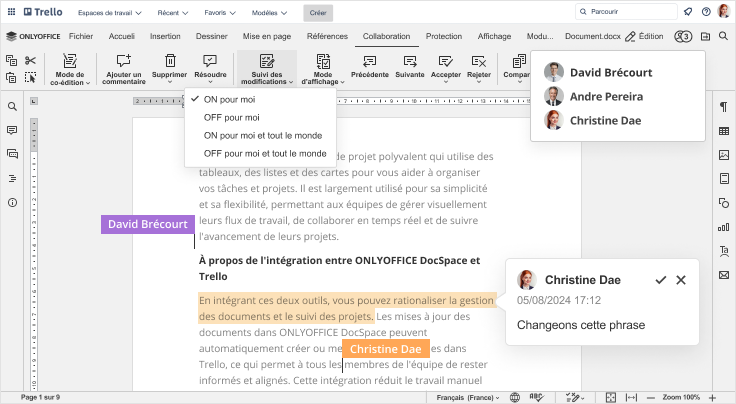 Trello Espaces de travail Récent Favoris Modèles Créer Parcourir
ONLYOFFICE Fichier Accueil Insertion Dessiner Mise en page Références Collaboration Protection Affichage Modu... Document.docx Édition 3
Mode de co-édition Ajouter un commentaire Supprimer Résoudre Suivi des modifications Mode d'affichage Précédente Suivante Accepter Rejeter Compar
David Brécourt
Andre Pereira
Christine Dae
ON pour moi
OFF pour moi
ON pour moi et tout le monde
OFF pour moi et tout le monde
de projet polyvalent qui utilise des
tableaux, des listes et des cartes pour vous aider à organiser
vos tâches et projets. Il est largement utilisé pour sa simplicité
et sa flexibilité, permettant aux équipes de gérer visuellement
leurs flux de travail, de collaborer en temps réel et de suivre
l'avancement de leurs projets.
David Brécourt
À propos de l'intégration entre ONLYOFFICE DocSpace et
Trello
En intégrant ces deux outils, vous pouvez rationaliser la gestion
des documents et le suivi des projets. Les mises à jour des
documents dans ONLYOFFICE DocSpace peuvent
automatiquement créer ou me
Christine Dae
es dans
Trello, ce qui permet à tous les membres de l'équipe de rester
informés et alignés. Cette intégration réduit le travail manuel
Christine Dae
05/08/2024 17:12
Changeons cette phrase
Page 1 sur 9 Français (France) Zoom 100%